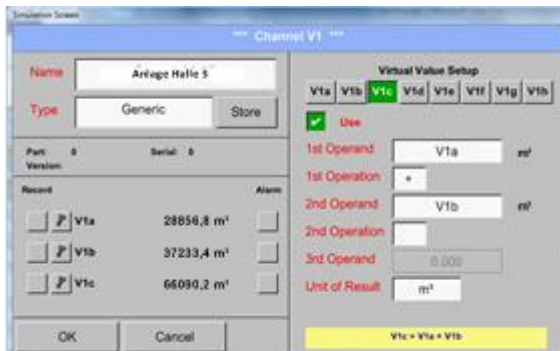 Simulation Screen
*** Channel V1 ***
Name
Anlage Halle 3
Type
Generic
Store
Part: 0
Serial: 0
Version:
Record
Alarm
V1a
28856,8 m³
V1b
37233,4 m³
V1c
66090,2 m³
OK
Cancel
Virtual Value Setup
V1a V1b V1c V1d V1e V1f V1g V1h
Use
1st Operand
V1a
m³
1st Operation
+
2nd Operand
V1b
m³
2nd Operation
3rd Operand
0.000
Unit of Result
m³
V1c = V1a + V1b